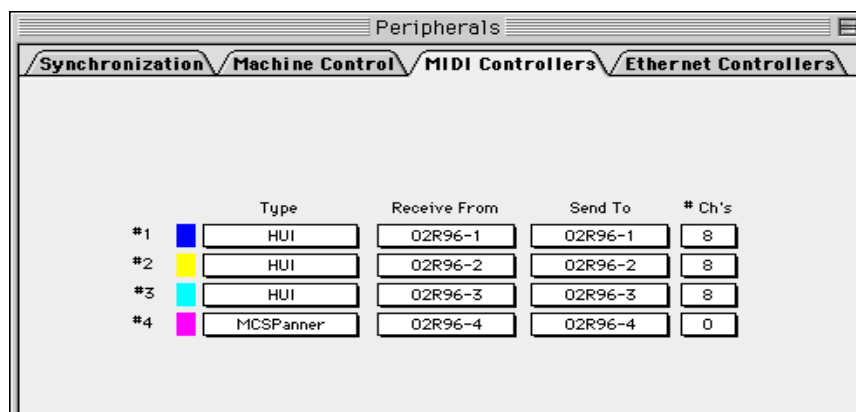 Peripherals
Synchronization Machine Control MIDI Controllers Ethernet Controllers
Type Receive From Send To # Ch's
#1 HUI 02R96-1 02R96-1 8
#2 HUI 02R96-2 02R96-2 8
#3 HUI 02R96-3 02R96-3 8
#4 MCSPanner 02R96-4 02R96-4 0